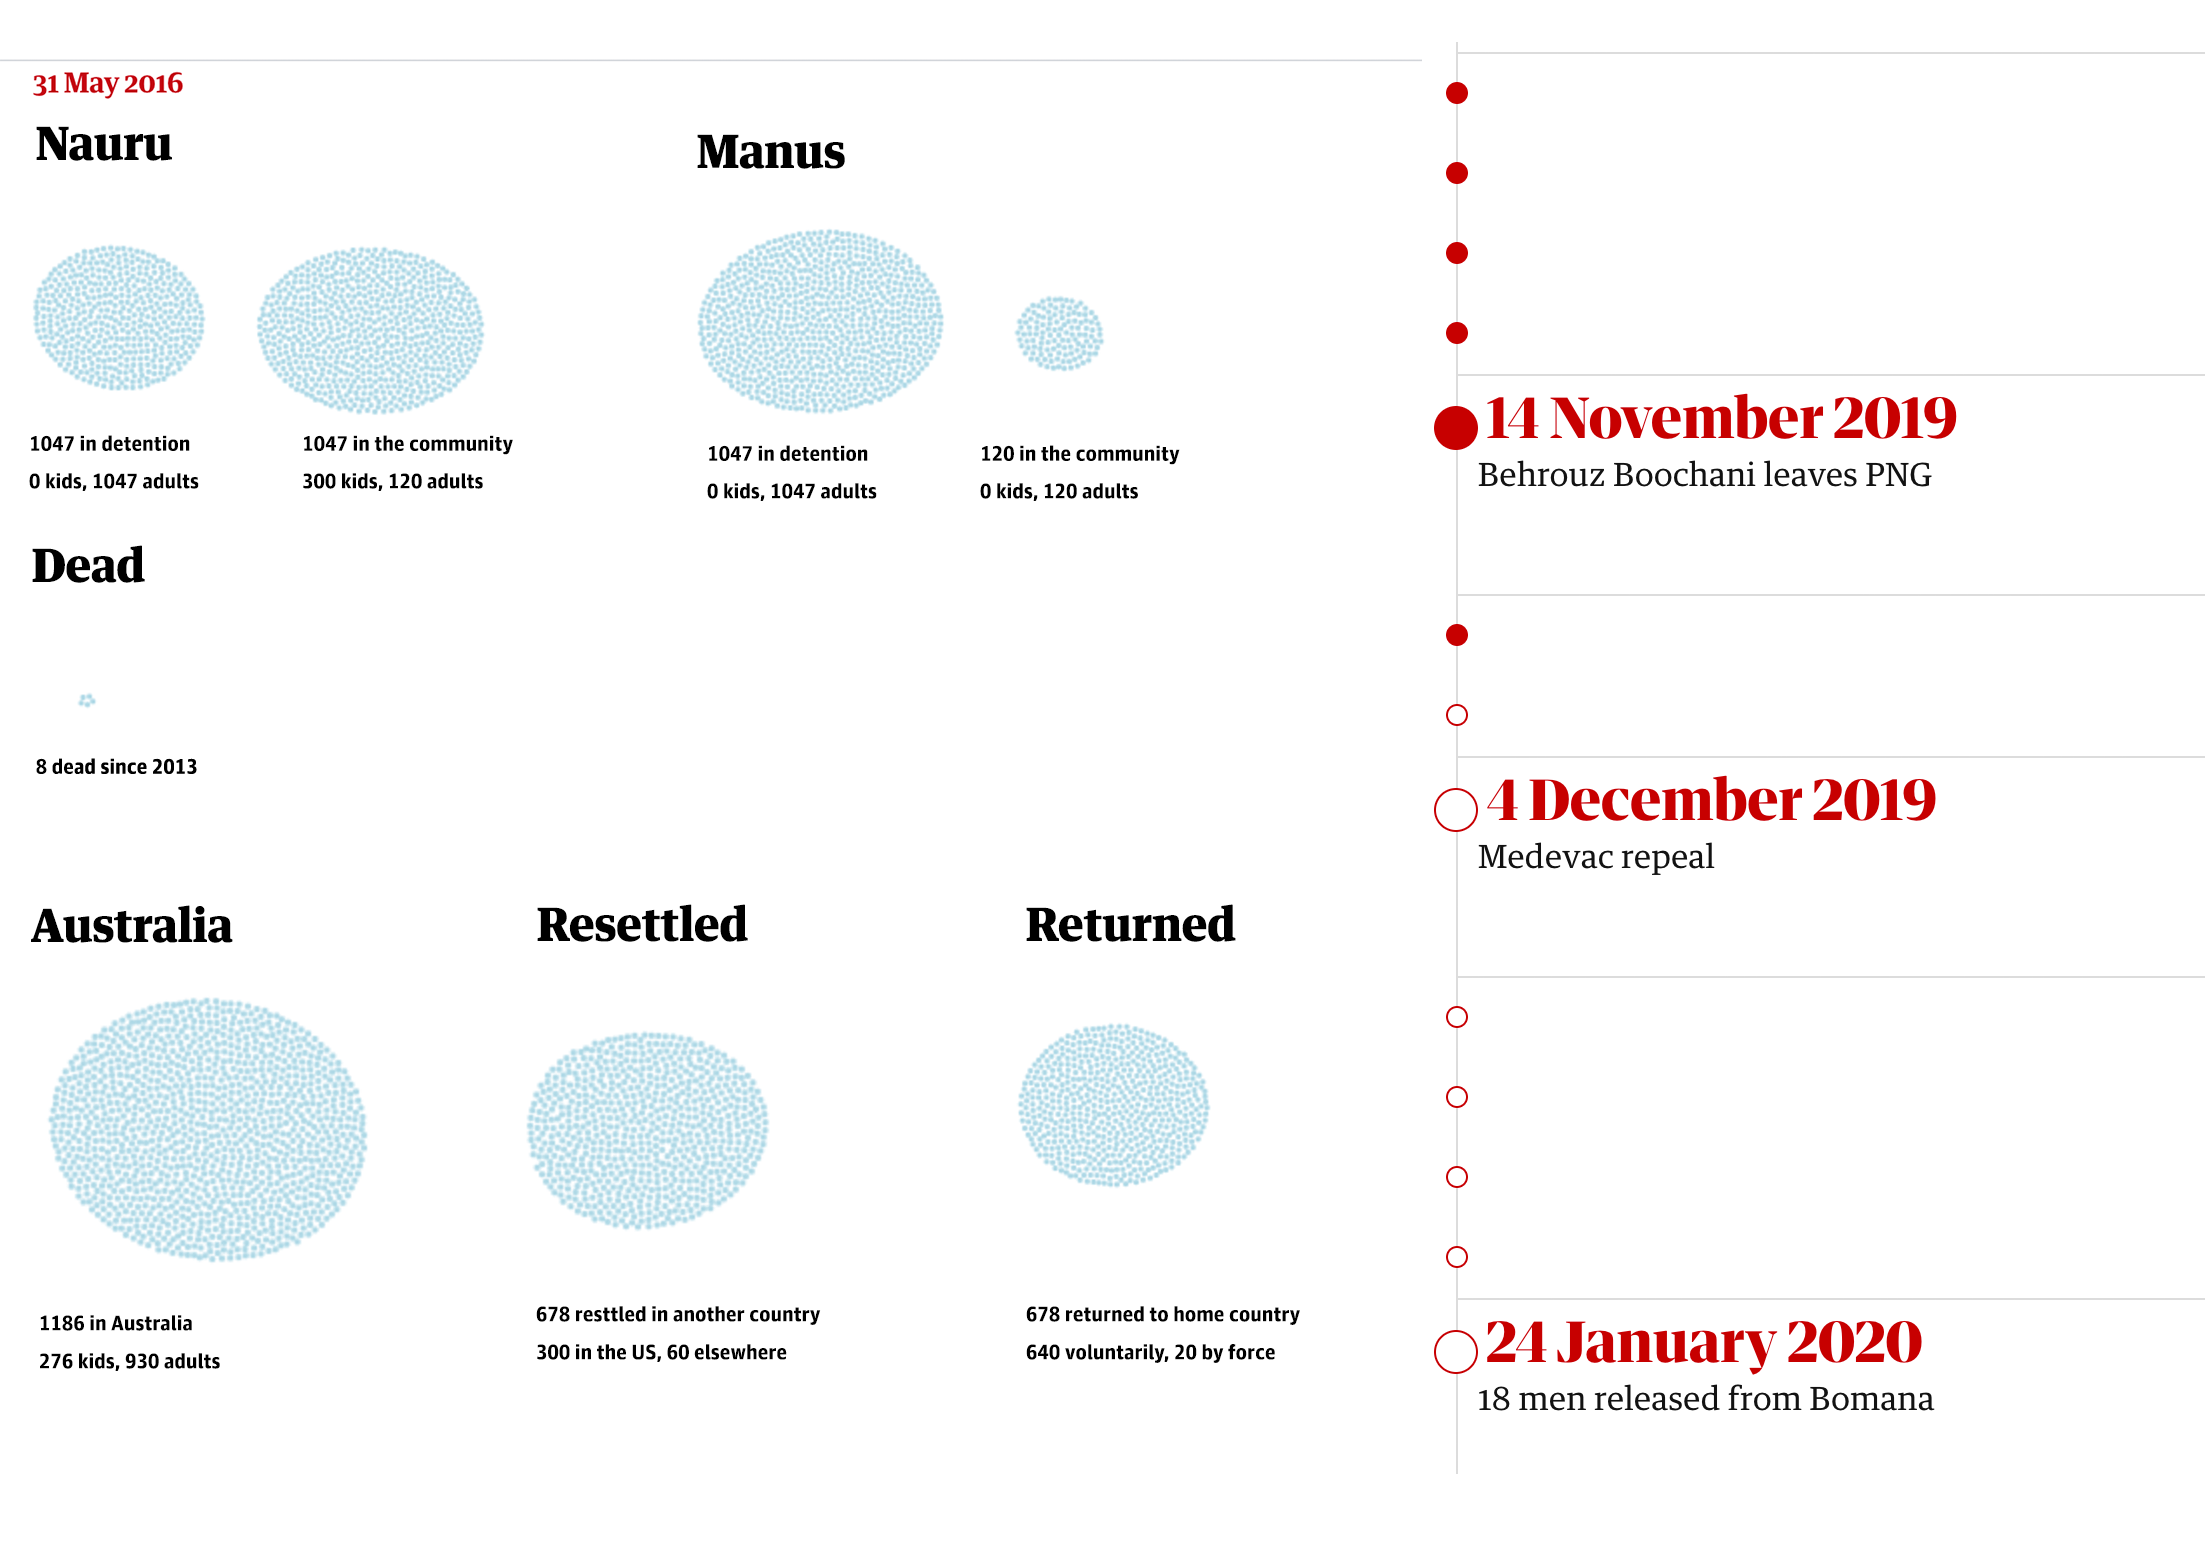 31 May 2016
Nauru
1047 in detention
0 kids, 1047 adults
1047 in the community
300 kids, 120 adults
Manus
1047 in detention
0 kids, 1047 adults
120 in the community
0 kids, 120 adults
Dead
8 dead since 2013
Australia
1186 in Australia
276 kids, 930 adults
Resettled
678 resttled in another country
300 in the US, 60 elsewhere
Returned
678 returned to home country
640 voluntarily, 20 by force
14 November 2019
Behrouz Boochani leaves PNG
4 December 2019
Medevac repeal
24 January 2020
18 men released from Bomana